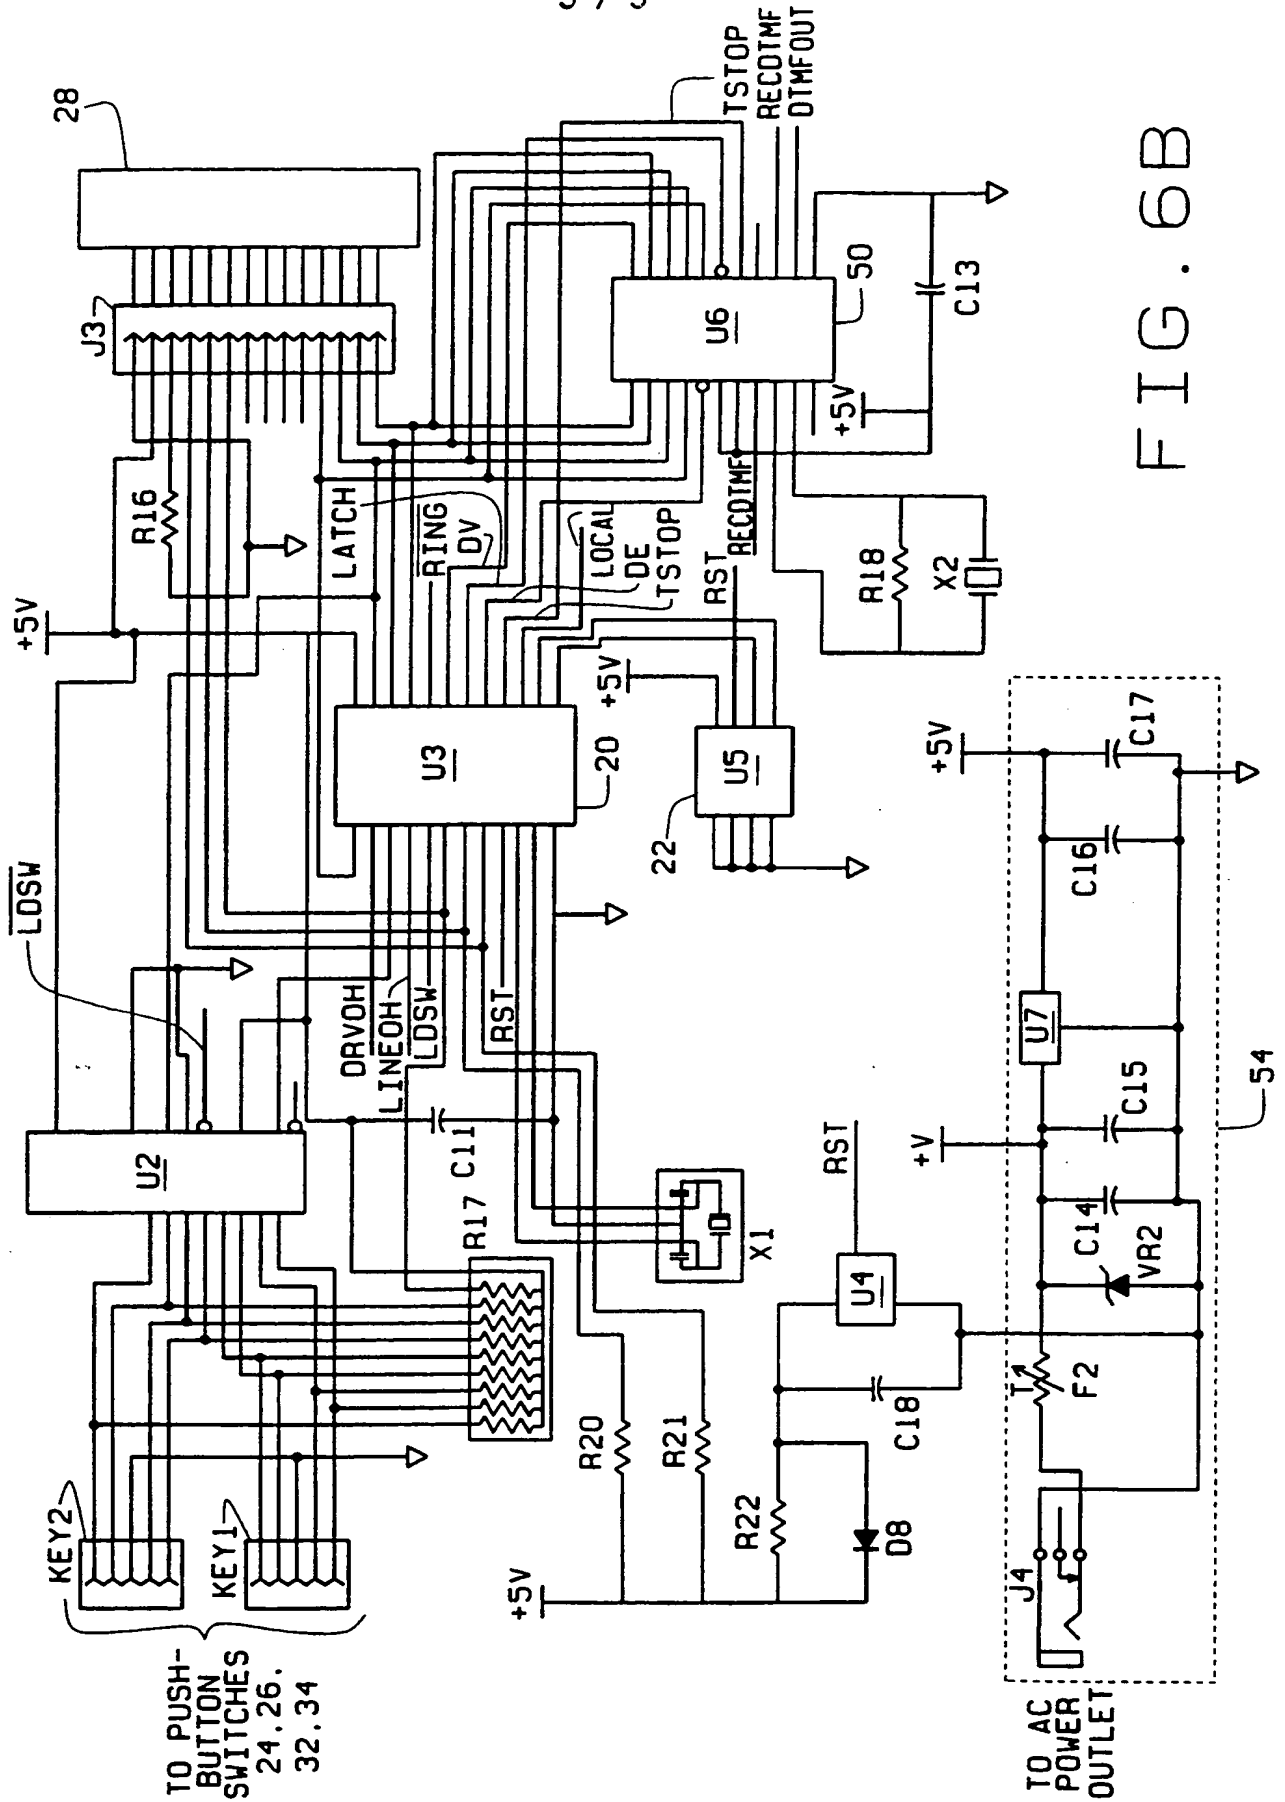 28
J3
+5V
R16
LDSW
U2
KEY2
KEY1
TO PUSH-
BUTTON
SWITCHES
24.26.
32.34
LATCH
RING
DV
LOCAL
DE
TSTOP
TSTOP
RECDTMF
DTMFOUT
U3
20
DRVOH
LINEOH
LDSW
RST
C11
R17
X1
U6
50
+5V
C13
RECDTMF
RST
+5V
U5
22
R18
X2
R20
R21
+5V
R22
D8
C18
U4
RST
TO AC
POWER
OUTLET
J4
F2
T
VR2
C14
+V
C15
U7
C16
+5V
C17
54
FIG. 6B